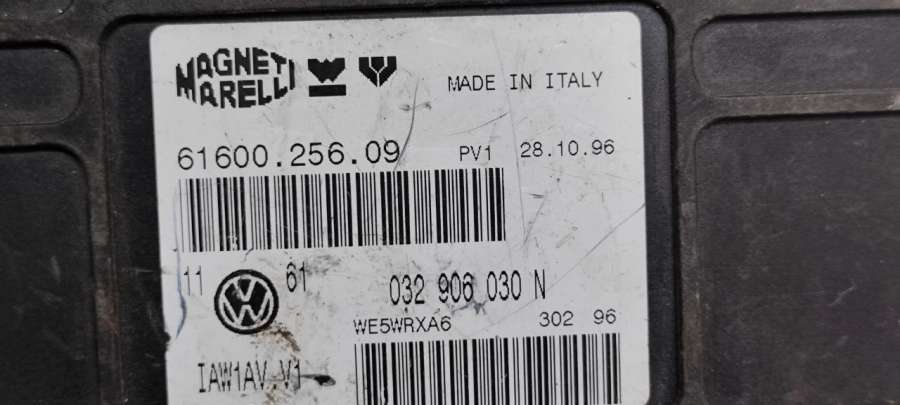 MAGNETI
MARELLI
MADE IN ITALY
61600.256.09
PV1 28.10.96
11 61
032 906 030 N
WE5WRXA6 302 96
IAW1AV.V1